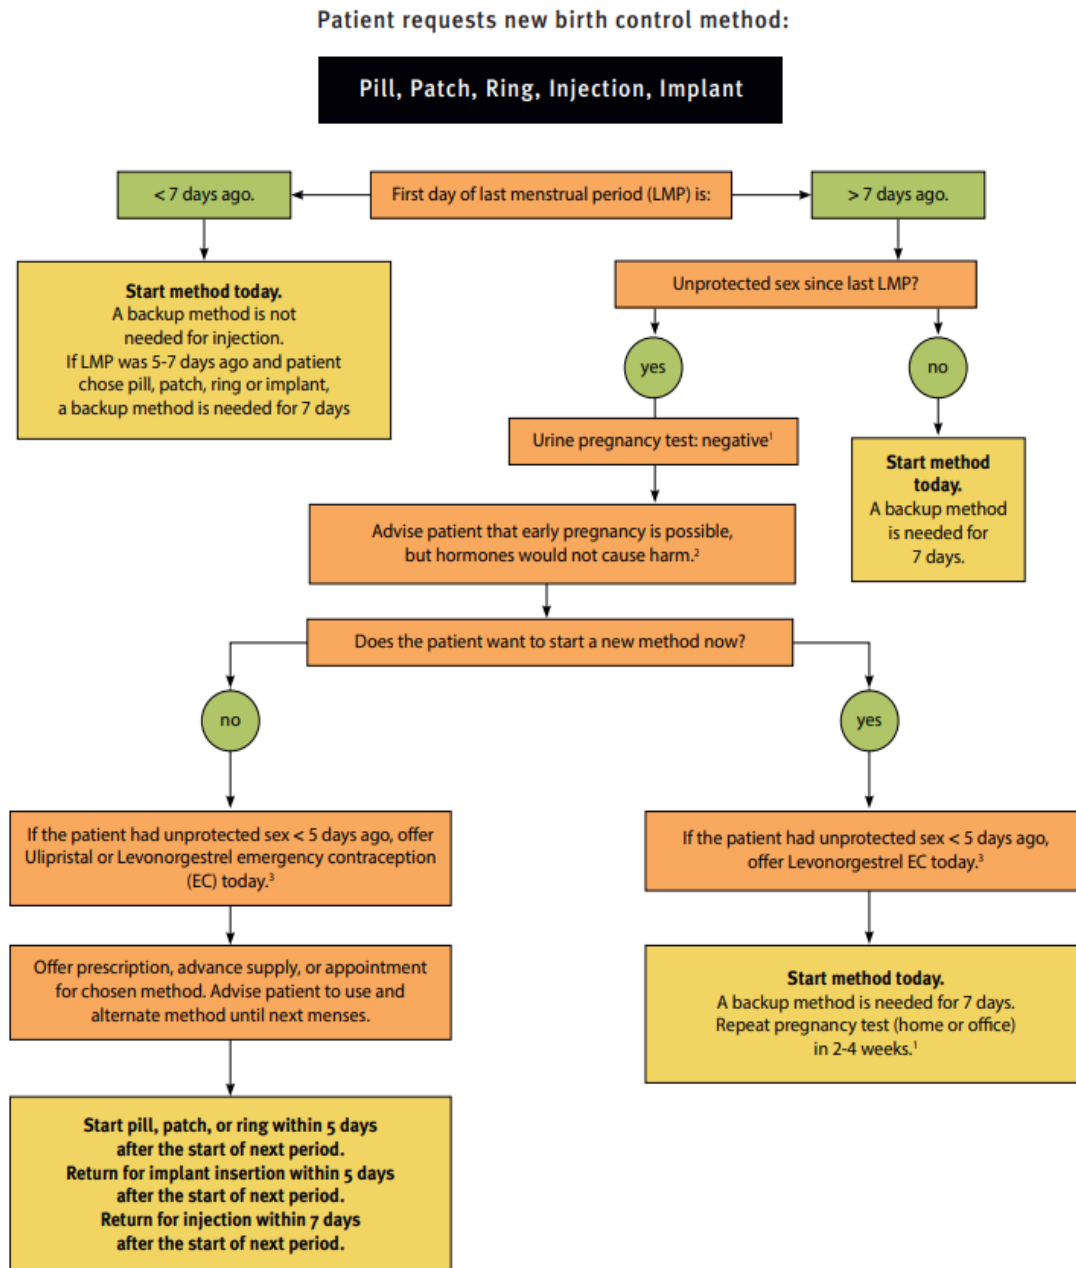 Patient requests new birth control method:
Pill, Patch, Ring, Injection, Implant
< 7 days ago.
First day of last menstrual period (LMP) is:
> 7 days ago.
Start method today.
A backup method is not
needed for injection.
If LMP was 5-7 days ago and patient
chose pill, patch, ring or implant,
a backup method is needed for 7 days
Unprotected sex since last LMP?
yes
no
Urine pregnancy test: negative¹
Start method
today.
A backup method
is needed for
7 days.
Advise patient that early pregnancy is possible,
but hormones would not cause harm.²
Does the patient want to start a new method now?
no
yes
If the patient had unprotected sex < 5 days ago, offer
Ulipristal or Levonorgestrel emergency contraception
(EC) today.³
If the patient had unprotected sex < 5 days ago,
offer Levonorgestrel EC today.³
Offer prescription, advance supply, or appointment
for chosen method. Advise patient to use and
alternate method until next menses.
Start method today.
A backup method is needed for 7 days.
Repeat pregnancy test (home or office)
in 2-4 weeks.¹
Start pill, patch, or ring within 5 days
after the start of next period.
Return for implant insertion within 5 days
after the start of next period.
Return for injection within 7 days
after the start of next period.